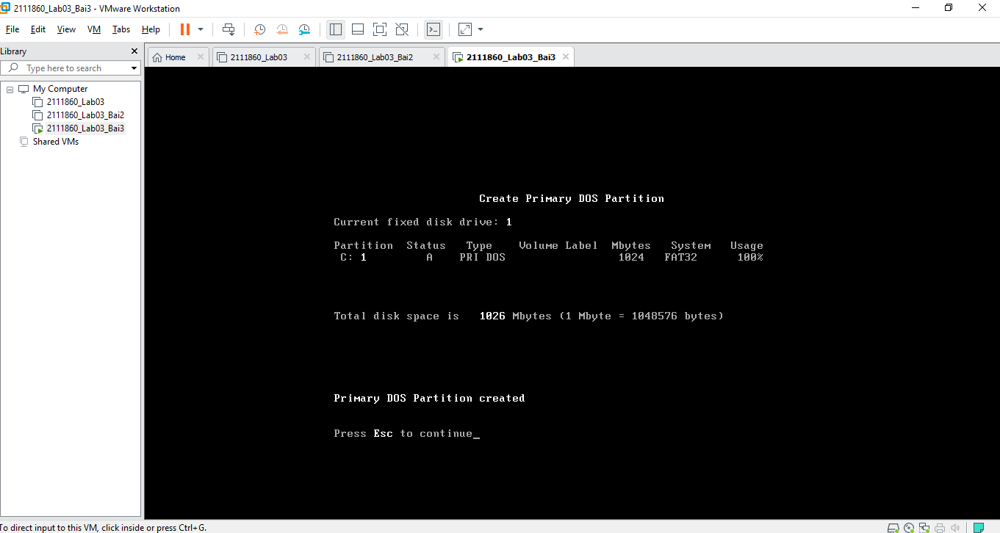 2111860_Lab03_Bai3 - VMware Workstation
File Edit View VM Tabs Help
Library
Type here to search
My Computer
2111860_Lab03
2111860_Lab03_Bai2
2111860_Lab03_Bai3
Shared VMs
Home 2111860_Lab03 2111860_Lab03_Bai2 2111860_Lab03_Bai3
Create Primary DOS Partition
Current fixed disk drive: 1
Partition Status Type Volume Label Mbytes System Usage
C: 1 A PRI DOS 1024 FAT32 100%
Total disk space is 1026 Mbytes (1 Mbyte = 1048576 bytes)
Primary DOS Partition created
Press Esc to continue_
To direct input to this VM, click inside or press Ctrl+G.